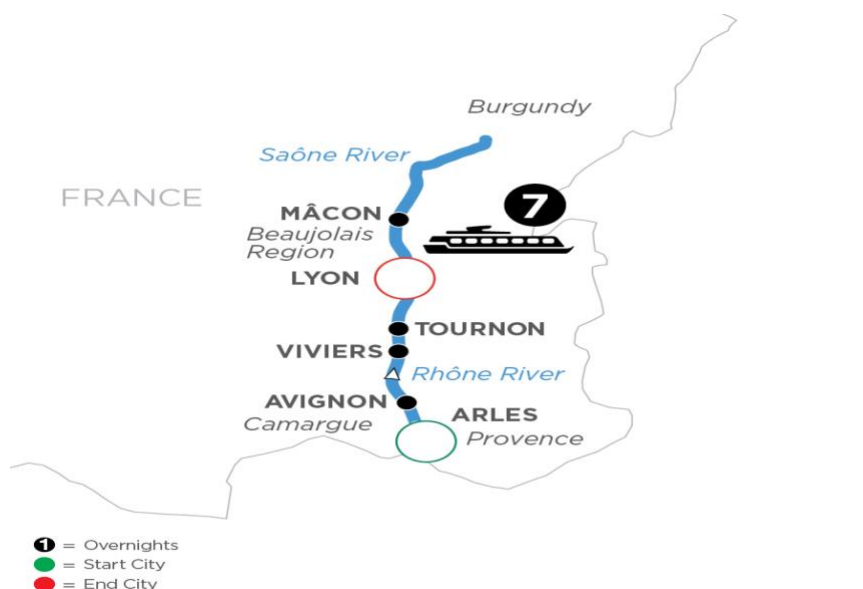 Burgundy
Saône River
FRANCE
7
MÂCON
Beaujolais
Region
LYON
TOURNON
VIVIERS
Rhône River
AVIGNON
ARLES
Camargue
Provence
1 = Overnights
= Start City
= End City